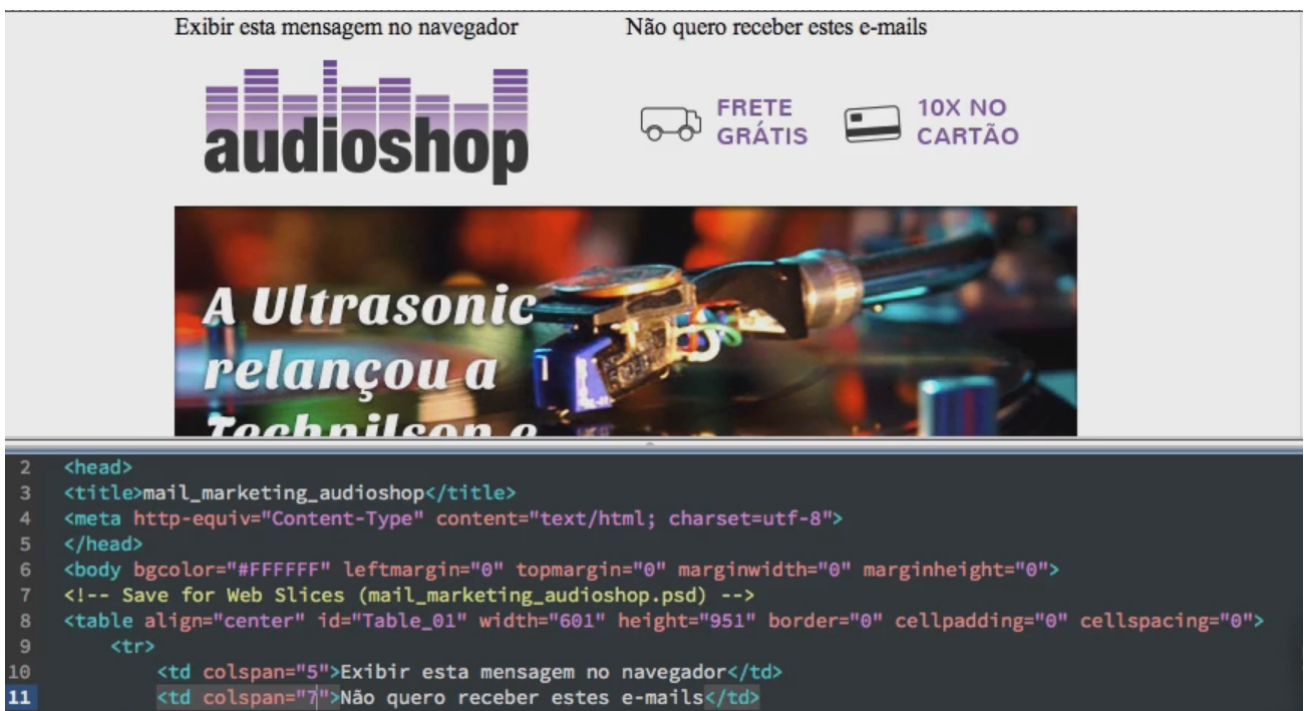 Exibir esta mensagem no navegador Não quero receber estes e-mails
audioshop
FRETE GRÁTIS
10X NO CARTÃO
A Ultrasonic
relançou a
Technilson e
2 <head>
3 <title>mail_marketing_audioshop</title>
4 <meta http-equiv="Content-Type" content="text/html; charset=utf-8">
5 </head>
6 <body bgcolor="#FFFFFF" leftmargin="0" topmargin="0" marginwidth="0" marginheight="0">
7 <!-- Save for Web Slices (mail_marketing_audioshop.psd) -->
8 <table align="center" id="Table_01" width="601" height="951" border="0" cellpadding="0" cellspacing="0">
9 <tr>
10 <td colspan="5">Exibir esta mensagem no navegador</td>
11 <td colspan="7">Não quero receber estes e-mails</td>